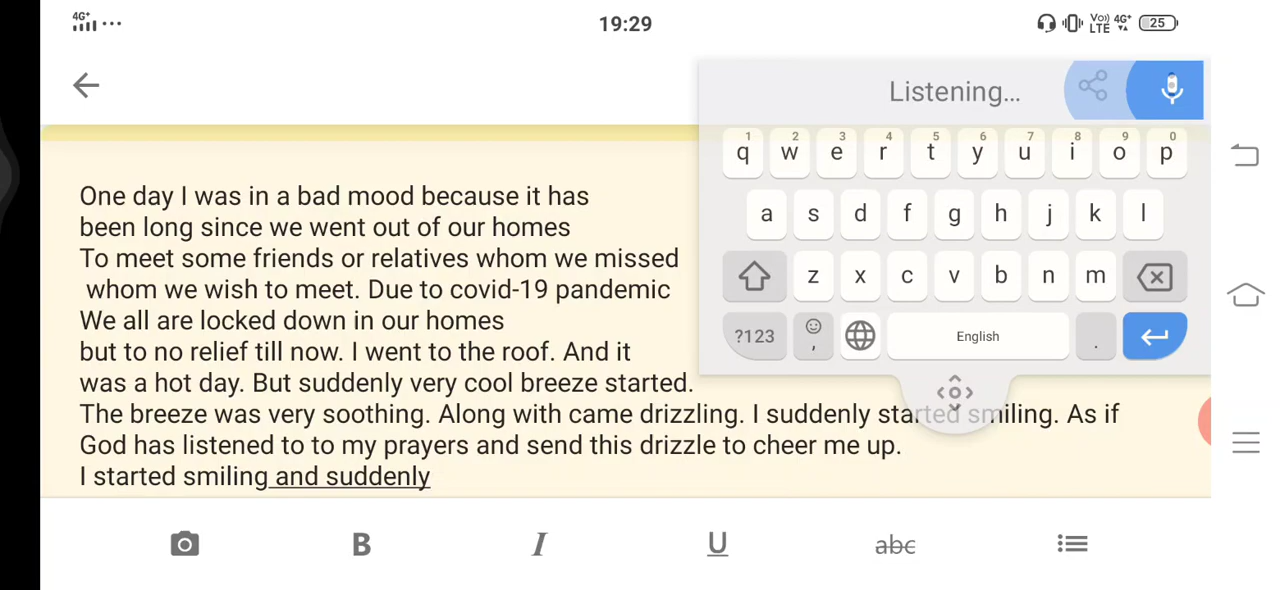 4G+ ... 19:29 Vo)) LTE 4G+ 25
Listening...
1 2 3 4 5 6 7 8 9 0
q w e r t y u i o p
a s d f g h j k l
z x c v b n m
?123 , English .
One day I was in a bad mood because it has
been long since we went out of our homes
To meet some friends or relatives whom we missed
whom we wish to meet. Due to covid-19 pandemic
We all are locked down in our homes
but to no relief till now. I went to the roof. And it
was a hot day. But suddenly very cool breeze started.
The breeze was very soothing. Along with came drizzling. I suddenly started smiling. As if
God has listened to to my prayers and send this drizzle to cheer me up.
I started smiling and suddenly
B I U abc